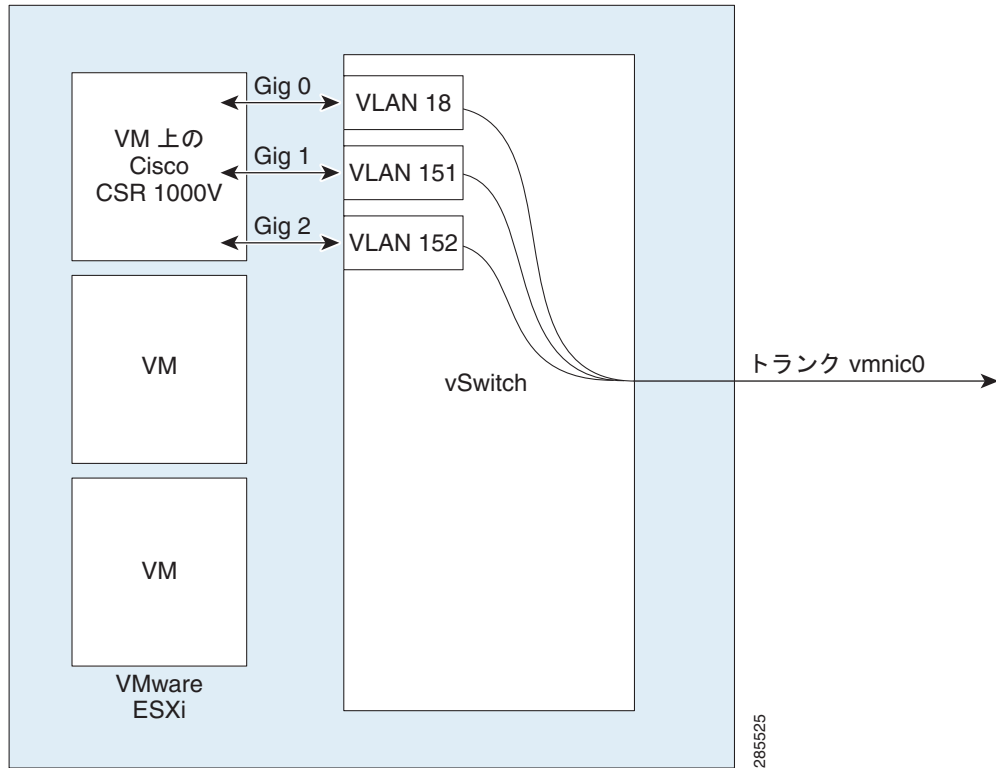 Gig 0
VLAN 18
VM 上の
Cisco
CSR 1000V
Gig 1
VLAN 151
Gig 2
VLAN 152
VM
vSwitch
トランク vmnic0
VM
VMware
ESXi
285525